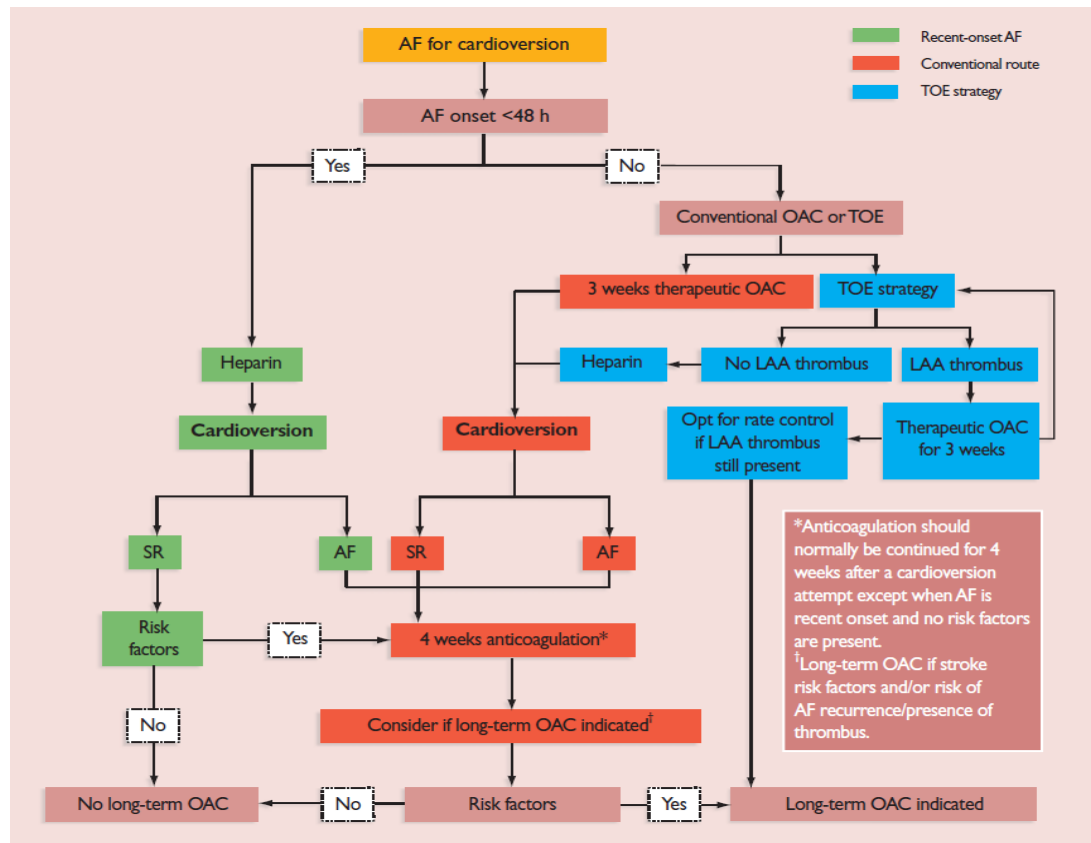 AF for cardioversion
Recent-onset AF
Conventional route
TOE strategy
AF onset <48 h
Yes
No
Conventional OAC or TOE
3 weeks therapeutic OAC
TOE strategy
Heparin
Heparin
No LAA thrombus
LAA thrombus
Cardioversion
Cardioversion
Opt for rate control
if LAA thrombus
still present
Therapeutic OAC
for 3 weeks
SR
AF
SR
AF
*Anticoagulation should
normally be continued for 4
weeks after a cardioversion
attempt except when AF is
recent onset and no risk factors
are present.
†Long-term OAC if stroke
risk factors and/or risk of
AF recurrence/presence of
thrombus.
Risk
factors
Yes
4 weeks anticoagulation*
No
Consider if long-term OAC indicated‡
No long-term OAC
No
Risk factors
Yes
Long-term OAC indicated